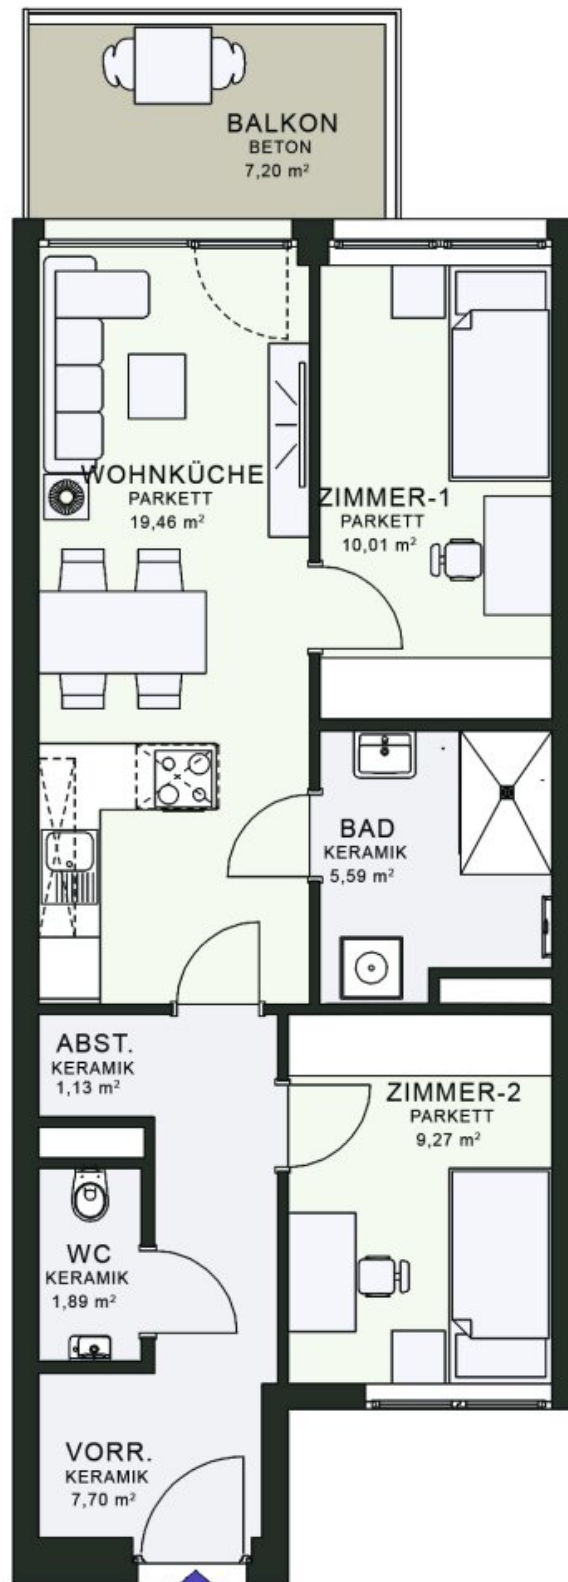 BALKON
BETON
7,20 m²
WOHNKÜCHE
PARKETT
19,46 m²
ZIMMER-1
PARKETT
10,01 m²
BAD
KERAMIK
5,59 m²
ABST.
KERAMIK
1,13 m²
ZIMMER-2
PARKETT
9,27 m²
WC
KERAMIK
1,89 m²
VORR.
KERAMIK
7,70 m²